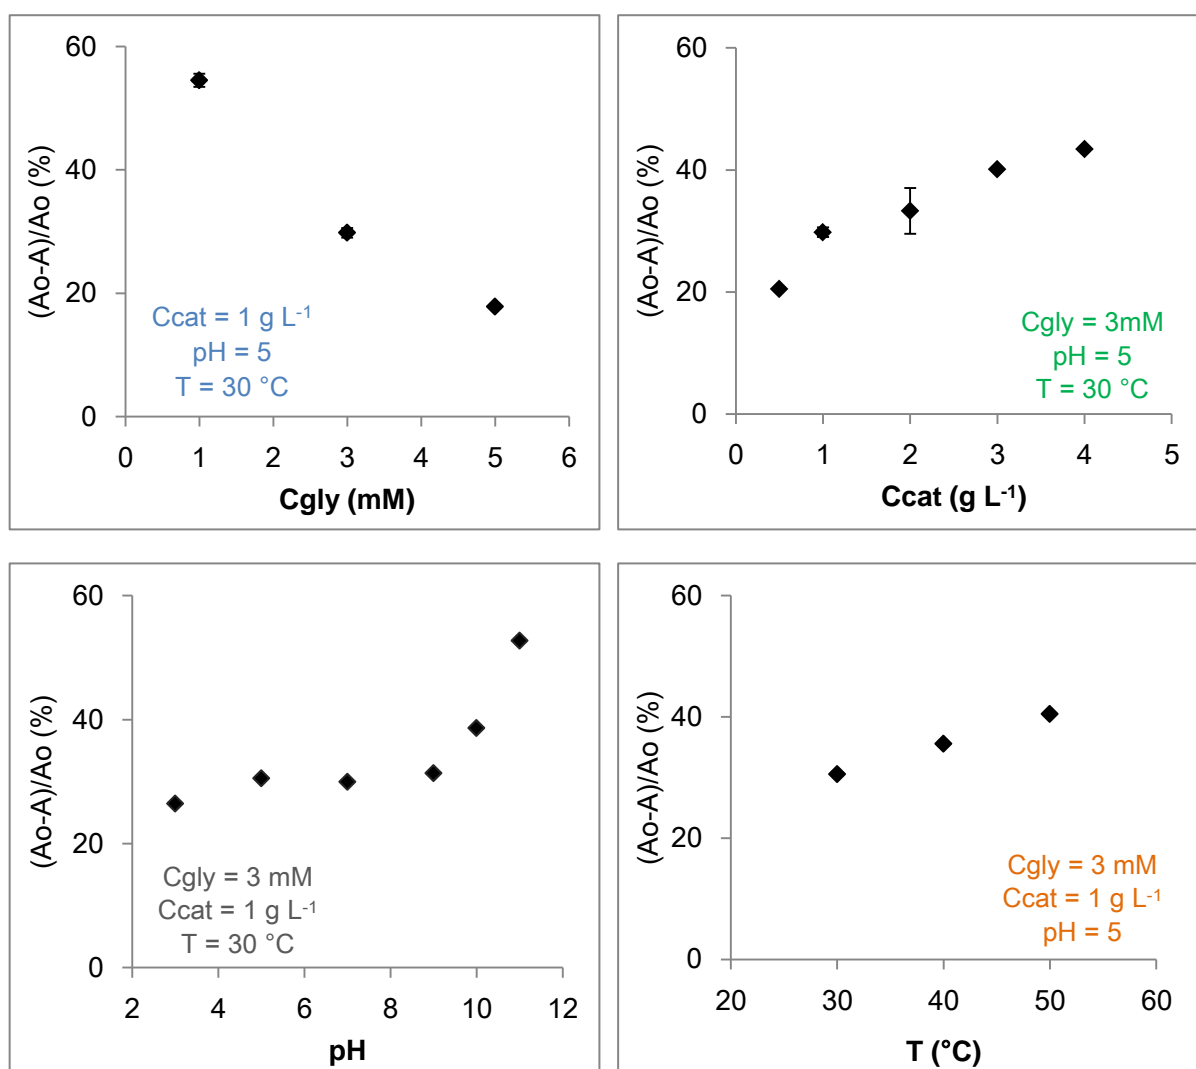 (Ao-A)/Ao (%)
60
40
20
0
Ccat = 1 g L-1
pH = 5
T = 30 °C
0 1 2 3 4 5 6
Cgly (mM)
(Ao-A)/Ao (%)
60
40
20
0
Cgly = 3mM
pH = 5
T = 30 °C
0 1 2 3 4 5
Ccat (g L-1)
(Ao-A)/Ao (%)
60
40
20
0
Cgly = 3 mM
Ccat = 1 g L-1
T = 30 °C
2 4 6 8 10 12
pH
(Ao-A)/Ao (%)
60
40
20
0
Cgly = 3 mM
Ccat = 1 g L-1
pH = 5
20 30 40 50 60
T (°C)